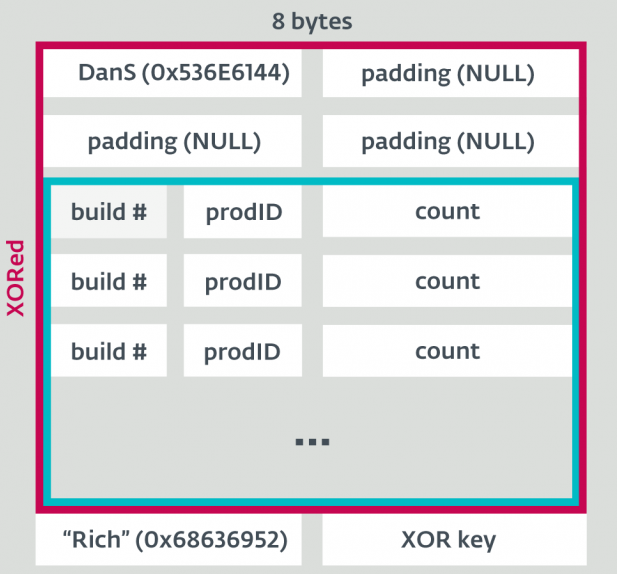 8 bytes
DanS (0x536E6144) padding (NULL)
padding (NULL) padding (NULL)
build # prodID count
build # prodID count
build # prodID count
...
XORed
“Rich” (0x68636952) XOR key